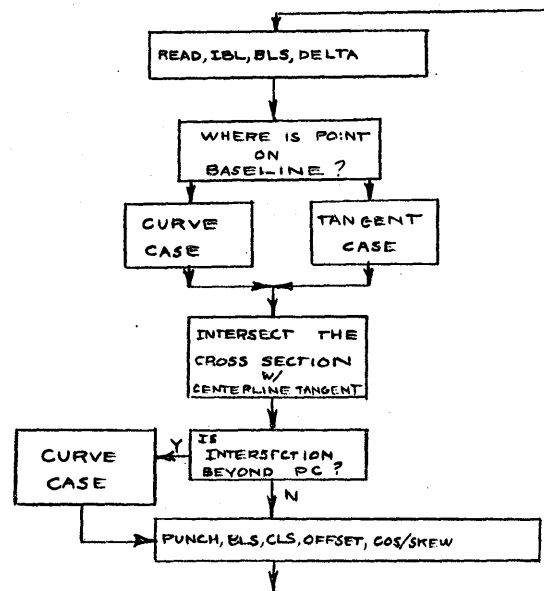 READ, IBL, BLS, DELTA
WHERE IS POINT
ON
BASELINE ?
CURVE
CASE
TANGENT
CASE
INTERSECT THE
CROSS SECTION
W/
CENTERLINE TANGENT
IS
INTERSECTION
BEYOND PC ?
Y
CURVE
CASE
N
PUNCH, BLS, CLS, OFFSET, COS/SKEW